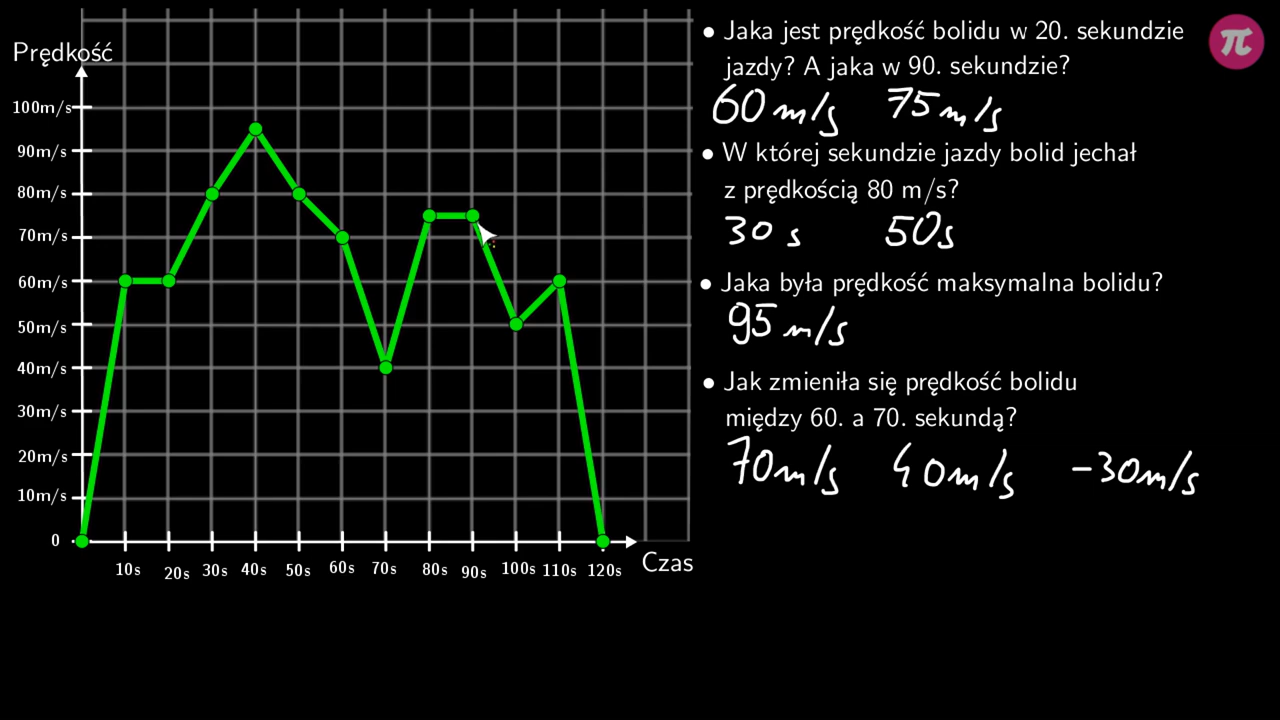 Prędkość
100m/s
90m/s
80m/s
70m/s
60m/s
50m/s
40m/s
30m/s
20m/s
10m/s
0
10s 20s 30s 40s 50s 60s 70s 80s 90s 100s 110s 120s
Czas
• Jaka jest prędkość bolidu w 20. sekundzie
jazdy? A jaka w 90. sekundzie?
60 m/s 75 m/s
• W której sekundzie jazdy bolid jechał
z prędkością 80 m/s?
30 s 50s
• Jaka była prędkość maksymalna bolidu?
95 m/s
• Jak zmieniła się prędkość bolidu
między 60. a 70. sekundą?
70m/s 40m/s -30m/s
π